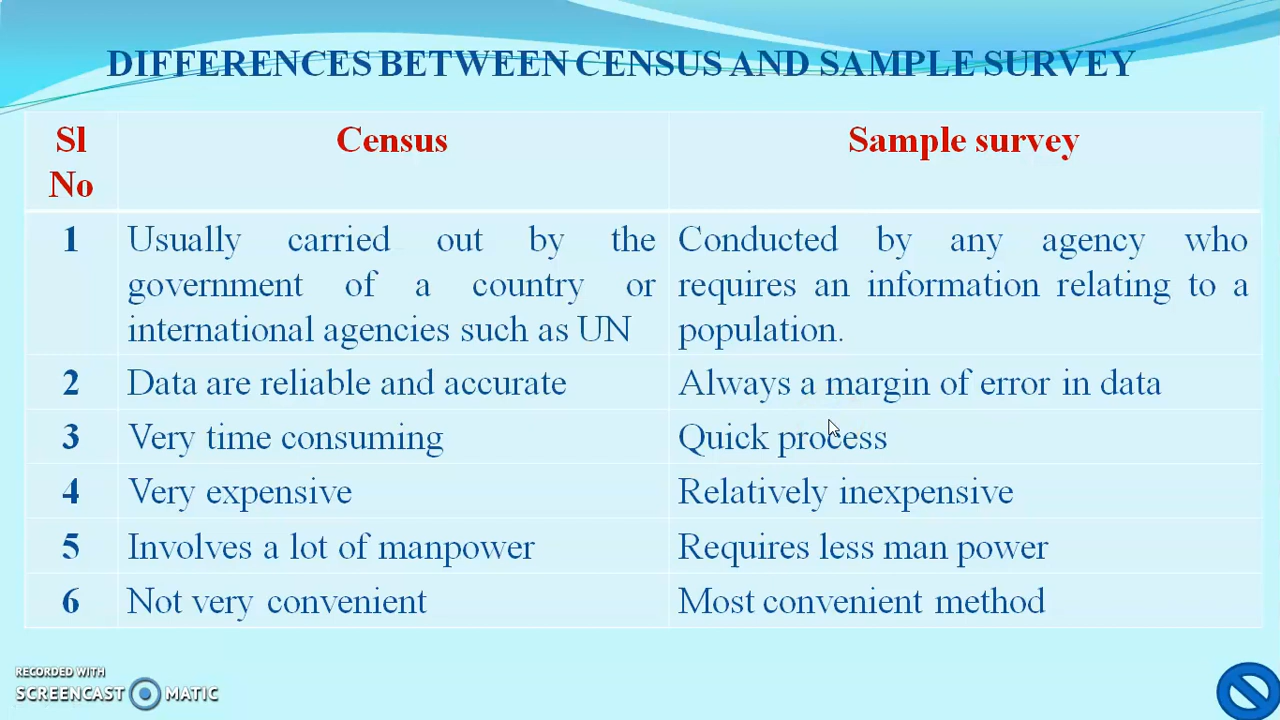 DIFFERENCES BETWEEN CENSUS AND SAMPLE SURVEY
Sl No
Census
Sample survey
1
Usually carried out by the
government of a country or
international agencies such as UN
Conducted by any agency who
requires an information relating to a
population.
2
Data are reliable and accurate
Always a margin of error in data
3
Very time consuming
Quick process
4
Very expensive
Relatively inexpensive
5
Involves a lot of manpower
Requires less man power
6
Not very convenient
Most convenient method
RECORDED WITH
SCREENCAST MATIC